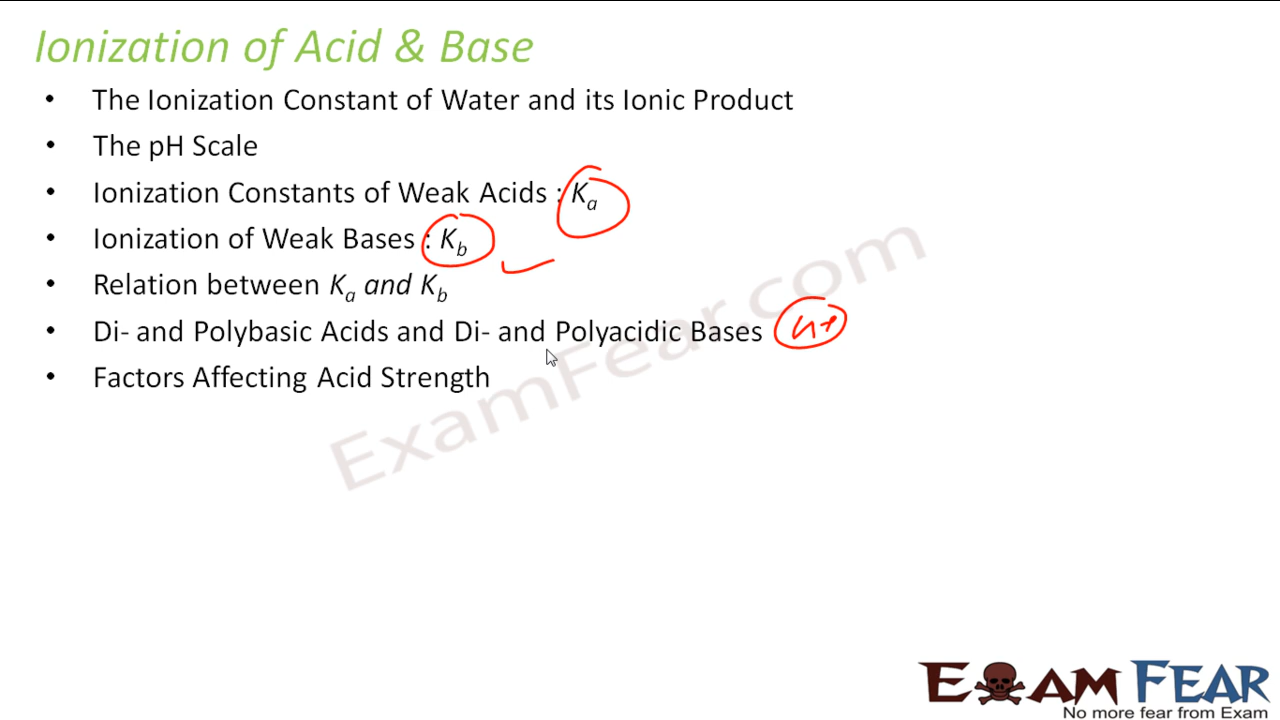 Ionization of Acid & Base
• The Ionization Constant of Water and its Ionic Product
• The pH Scale
• Ionization Constants of Weak Acids : Ka
• Ionization of Weak Bases : Kb
• Relation between Ka and Kb
• Di- and Polybasic Acids and Di- and Polyacidic Bases H+
• Factors Affecting Acid Strength
ExamFear.com
EXAM FEAR
No more fear from Exam